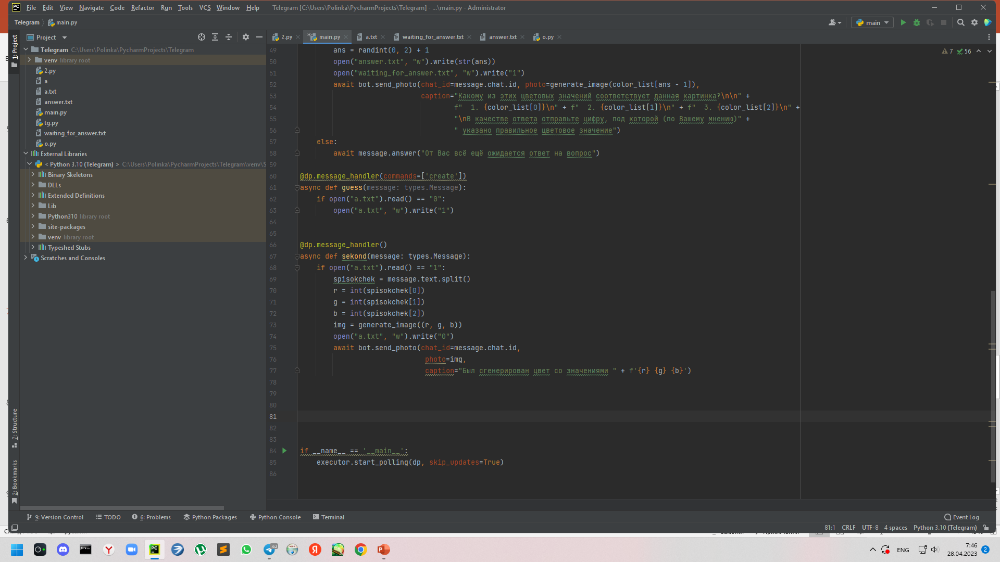 File Edit View Navigate Code Refactor Run Tools VCS Window Help Telegram [C:\Users\Polinka\PycharmProjects\Telegram] - ...\main.py - Administrator
Telegram main.py main
Project 2.py main.py a.txt waiting_for_answer.txt answer.txt o.py
1: Project
7: Structure
2: Bookmarks
Telegram C:\Users\Polinka\PycharmProjects\Telegram
venv library root
2.py
a
a.txt
answer.txt
main.py
tg.py
waiting_for_answer.txt
o.py
External Libraries
< Python 3.10 (Telegram) > C:\Users\Polinka\PycharmProjects\Telegram\venv\S
Binary Skeletons
DLLs
Extended Definitions
Lib
Python310 library root
site-packages
venv library root
Typeshed Stubs
Scratches and Consoles
7 56
49 ans = randint(0, 2) + 1
50 open("answer.txt", "w").write(str(ans))
51 open("waiting_for_answer.txt", "w").write("1")
52 await bot.send_photo(chat_id=message.chat.id, photo=generate_image(color_list[ans - 1]),
53 caption="Какому из этих цветовых значений соответствует данная картинка?\n\n" +
54 f" 1. {color_list[0]}\n" + f" 2. {color_list[1]}\n" + f" 3. {color_list[2]}\n" +
55 "\nВ качестве ответа отправьте цифру, под которой (по Вашему мнению)" +
56 " указано правильное цветовое значение")
57 else:
58 await message.answer("От Вас всё ещё ожидается ответ на вопрос")
59
60 @dp.message_handler(commands=['create'])
61 async def guess(message: types.Message):
62 if open("a.txt").read() == "0":
63 open("a.txt", "w").write("1")
64
65
66 @dp.message_handler()
67 async def sekond(message: types.Message):
68 if open("a.txt").read() == "1":
69 spisokchek = message.text.split()
70 r = int(spisokchek[0])
71 g = int(spisokchek[1])
72 b = int(spisokchek[2])
73 img = generate_image((r, g, b))
74 open("a.txt", "w").write("0")
75 await bot.send_photo(chat_id=message.chat.id,
76 photo=img,
77 caption="Был сгенерирован цвет со значениями " + f'{r} {g} {b}')
78
79
80
81
82
83
84 if __name__ == '__main__':
85 executor.start_polling(dp, skip_updates=True)
86
9: Version Control TODO 6: Problems Python Packages Python Console Terminal Event Log
81:1 CRLF UTF-8 4 spaces Python 3.10 (Telegram)
ENG 7:46
28.04.2023 2